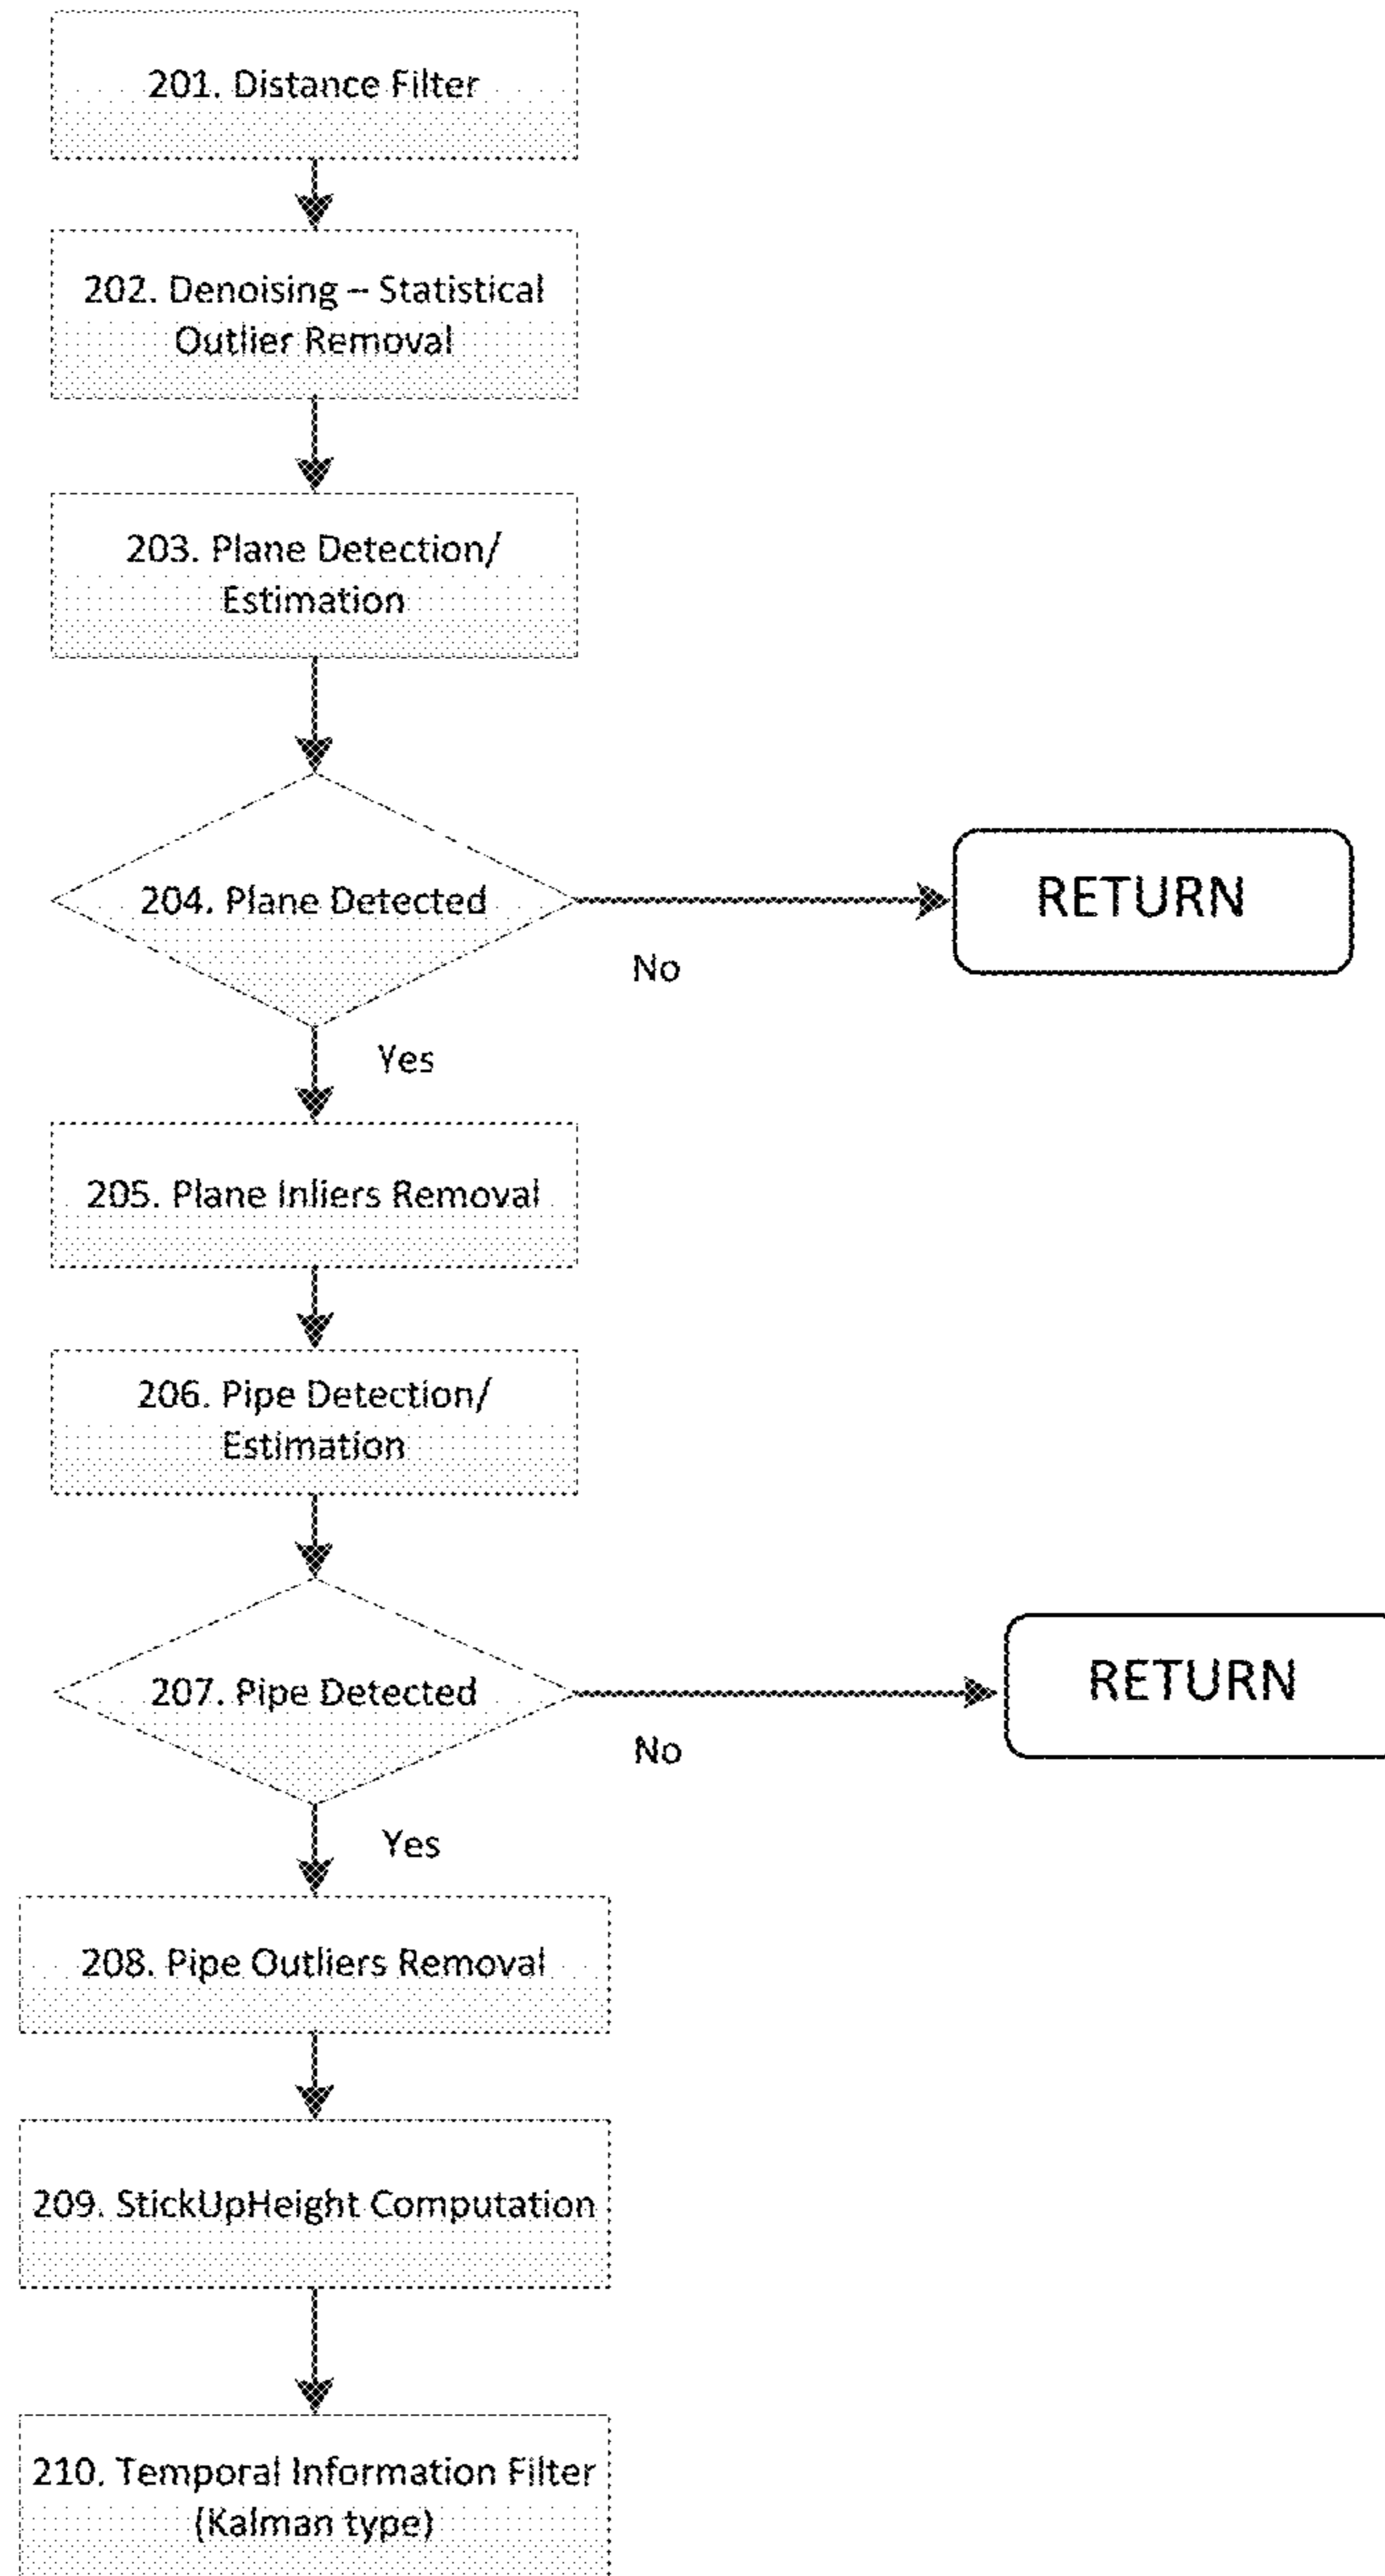 201. Distance Filter
202. Denoising – Statistical
Outlier Removal
203. Plane Detection/
Estimation
204. Plane Detected
RETURN
No
Yes
205. Plane Inliers Removal
206. Pipe Detection/
Estimation
207. Pipe Detected
RETURN
No
Yes
208. Pipe Outliers Removal
209. StickUpHeight Computation
210. Temporal Information Filter
(Kalman type)